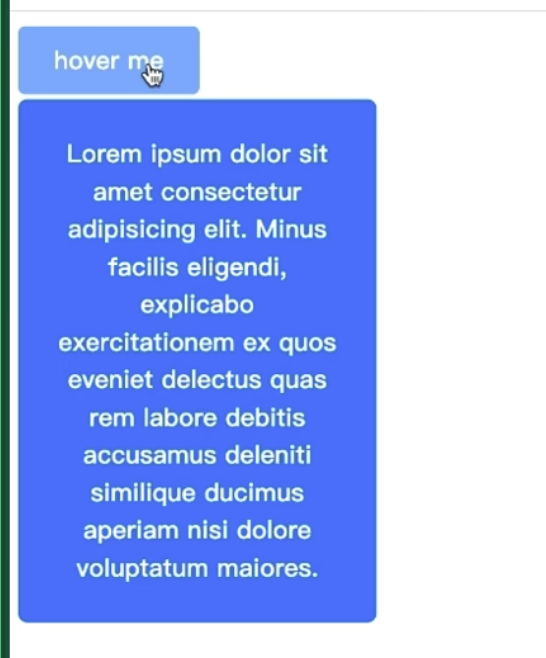 hover me
Lorem ipsum dolor sit
amet consectetur
adipisicing elit. Minus
facilis eligendi,
explicabo
exercitationem ex quos
eveniet delectus quas
rem labore debitis
accusamus deleniti
similique ducimus
aperiam nisi dolore
voluptatum maiores.